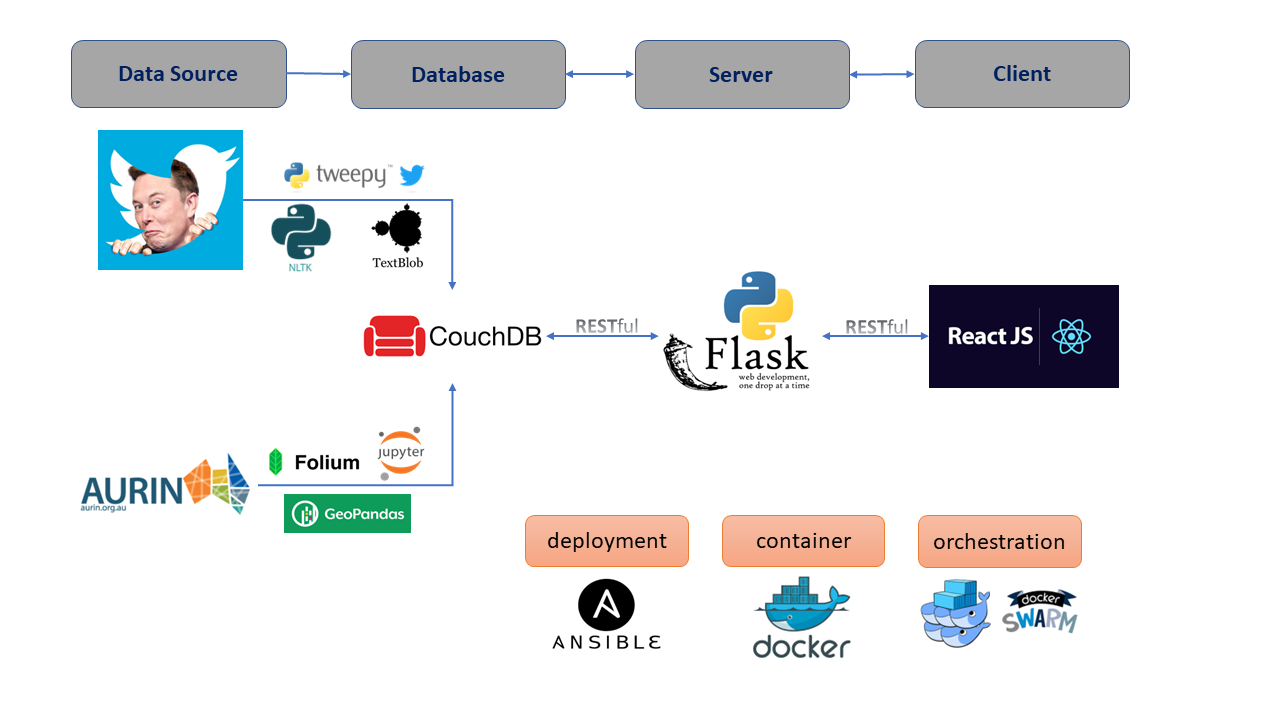 Data Source
Database
Server
Client
tweepy™
NLTK
TextBlob
CouchDB
RESTful
Flask
web development,
one drop at a time
RESTful
React JS
Folium
jupyter
AURIN
aurin.org.au
GeoPandas
deployment
container
orchestration
ANSIBLE
docker
docker
SWARM